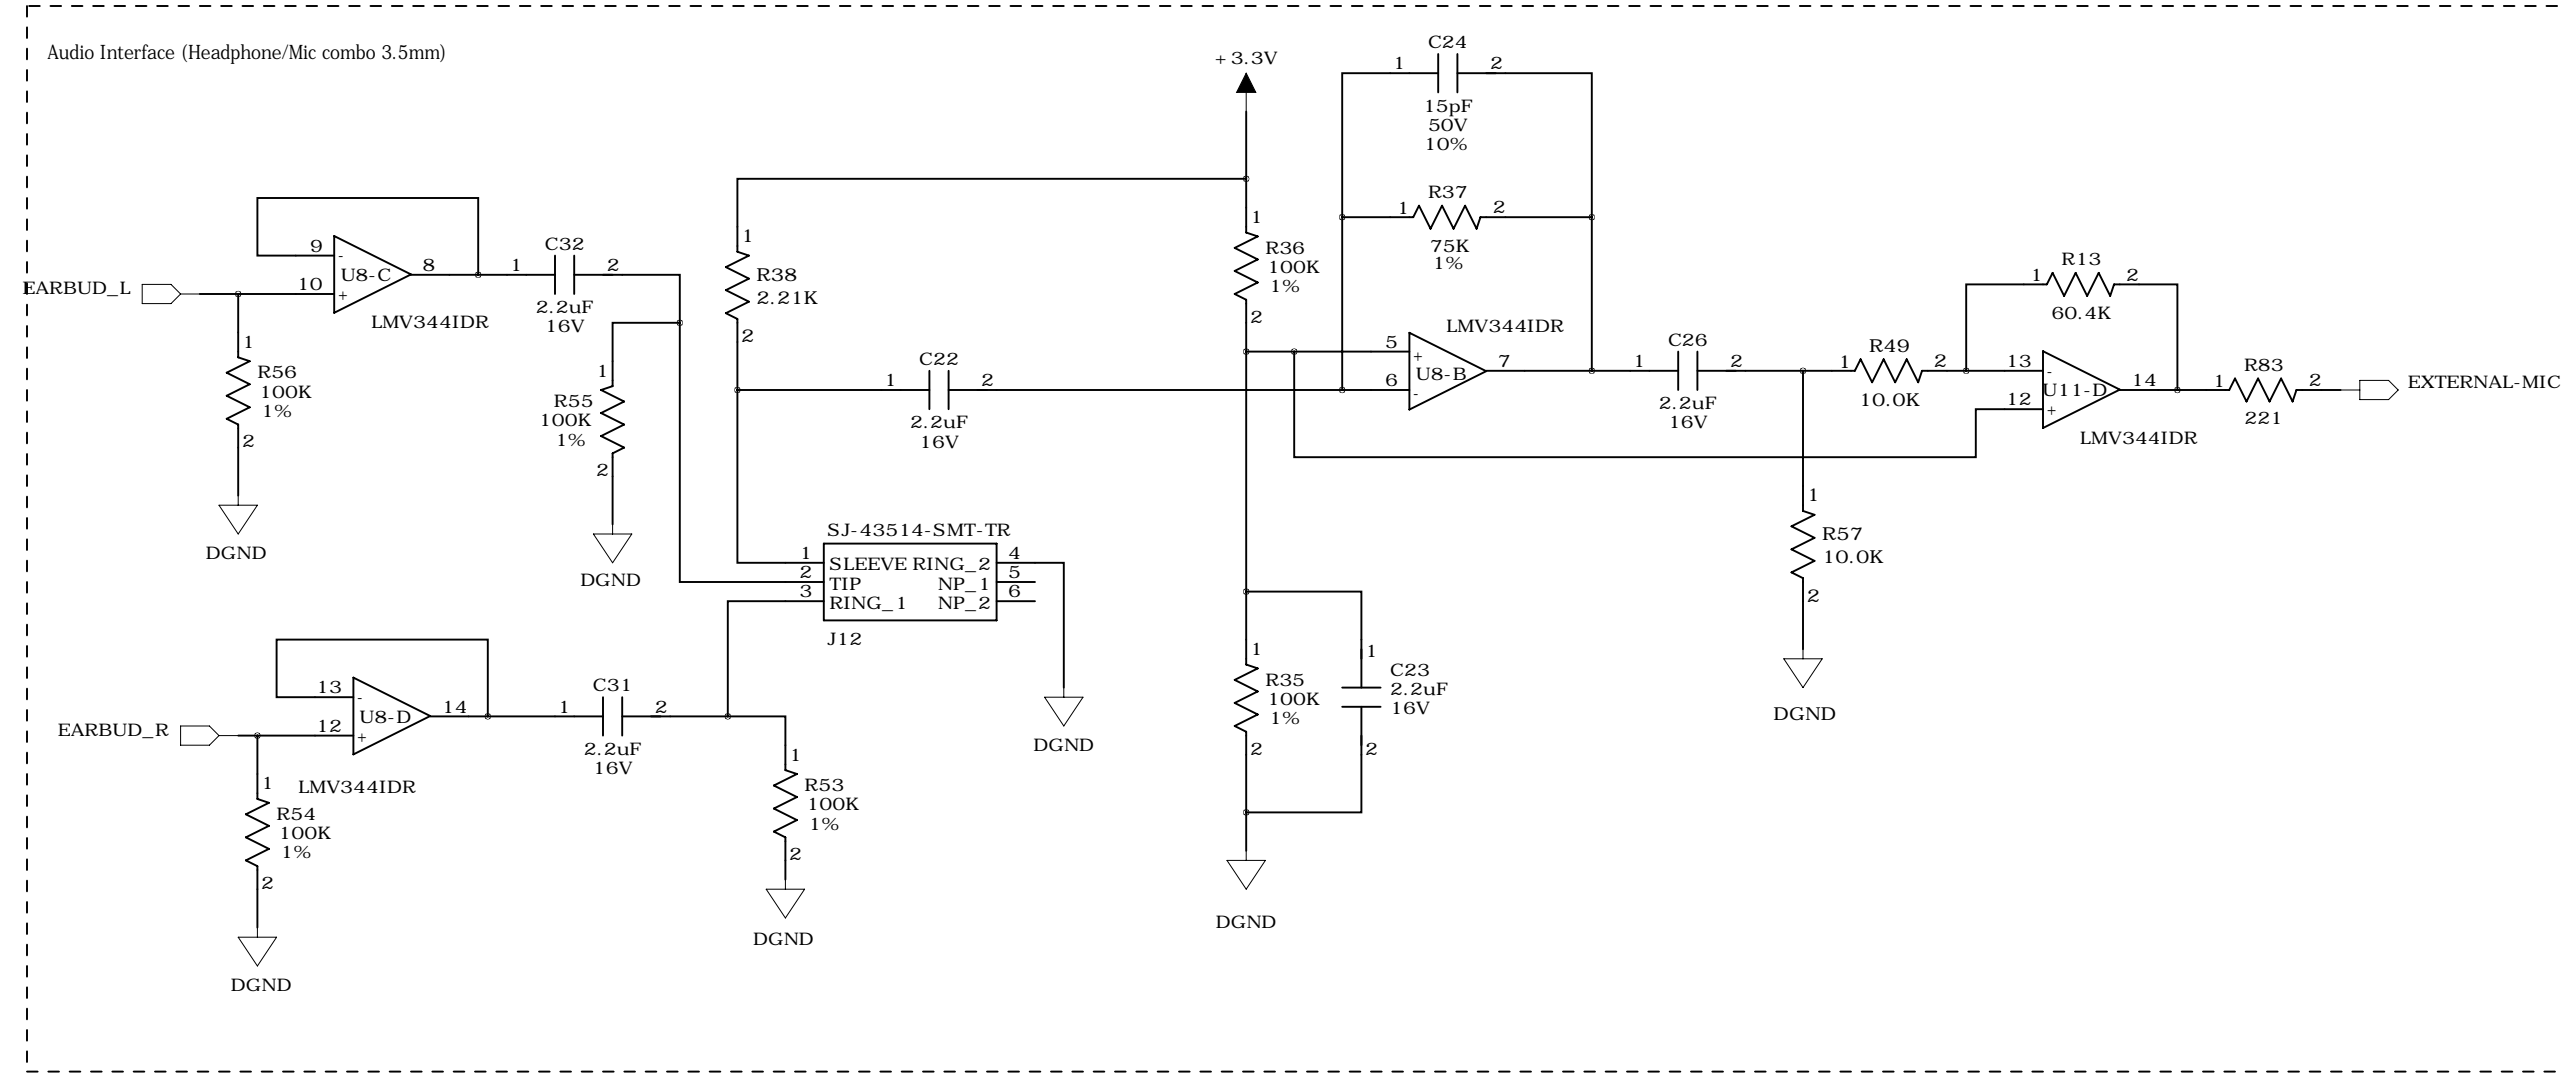 Audio Interface (Headphone/Mic combo 3.5mm)
+3.3V
C24
1
2
15pF
50V
10%
R37
1
2
75K
1%
1
R36
100K
1%
2
9
-
U8-C
8
10
+
LMV344IDR
EARBUD_L
1
R56
100K
1%
2
DGND
C32
1
2
2.2uF
16V
1
R38
2.21K
2
1
R55
100K
1%
2
DGND
C22
1
2
2.2uF
16V
LMV344IDR
5
+
U8-B
7
6
-
C26
1
2
2.2uF
16V
R49
1
2
10.0K
R13
1
2
60.4K
13
-
U11-D
14
12
+
LMV344IDR
R83
1
2
221
EXTERNAL-MIC
1
R57
10.0K
2
DGND
SJ-43514-SMT-TR
1
SLEEVE
RING_2
4
2
TIP
NP_1
5
3
RING_1
NP_2
6
J12
DGND
13
-
U8-D
14
12
+
LMV344IDR
EARBUD_R
1
R54
100K
1%
2
DGND
C31
1
2
2.2uF
16V
1
R53
100K
1%
2
DGND
1
R35
100K
1%
2
1
C23
2.2uF
16V
2
DGND